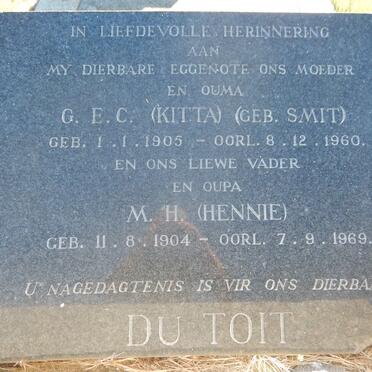 IN LIEFDEVOLLE HERINNERING
AAN
MY DIERBARE EGGENOTE ONS MOEDER
EN OUMA
G. E. C. (KITTA) (GEB. SMIT)
GEB. 1. 1. 1905 – OORL. 8. 12. 1960.
EN ONS LIEWE VADER
EN OUPA
M. H. (HENNIE)
GEB. 11. 8. 1904 – OORL. 7. 9. 1969.
U NAGEDAGTENIS IS VIR ONS DIERBA
DU TOIT